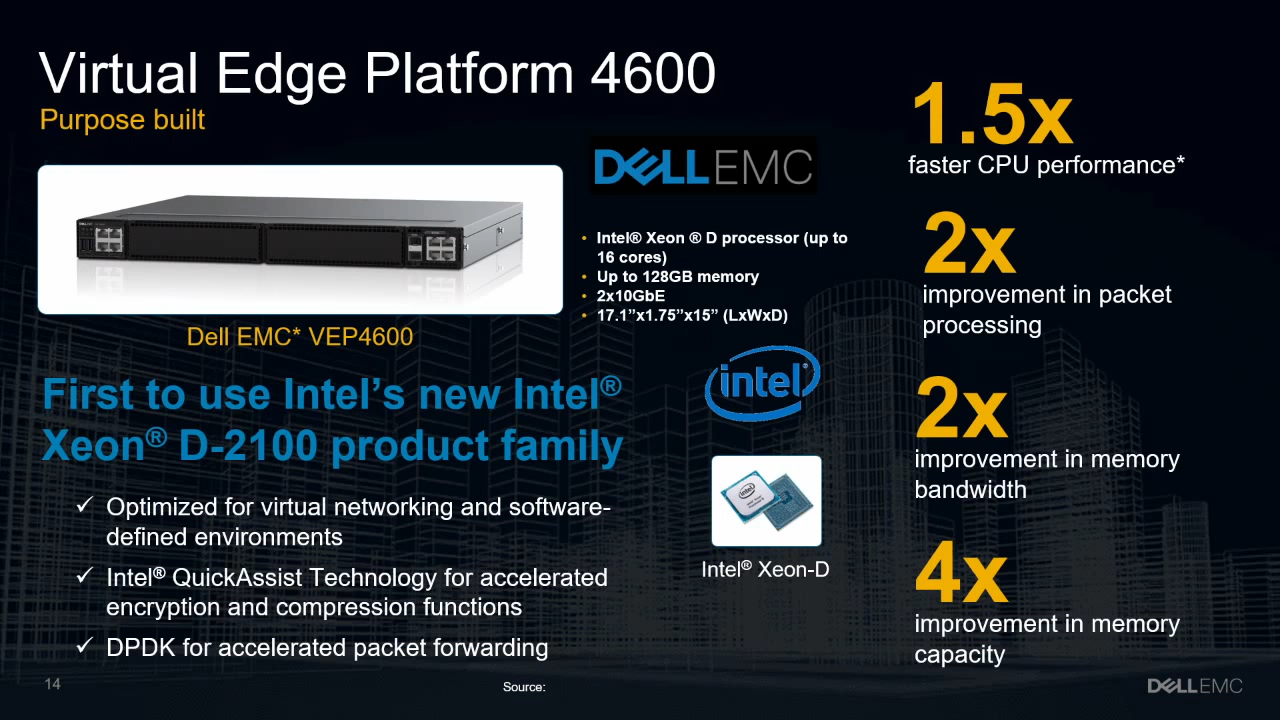 Virtual Edge Platform 4600
Purpose built
Dell EMC* VEP4600
First to use Intel’s new Intel®
Xeon® D-2100 product family
✓ Optimized for virtual networking and software-
defined environments
✓ Intel® QuickAssist Technology for accelerated
encryption and compression functions
✓ DPDK for accelerated packet forwarding
DELLEMC
• Intel® Xeon ® D processor (up to
16 cores)
• Up to 128GB memory
• 2x10GbE
• 17.1”x1.75”x15” (LxWxD)
intel®
intel
Intel® Xeon-D
1.5x
faster CPU performance*
2x
improvement in packet
processing
2x
improvement in memory
bandwidth
4x
improvement in memory
capacity
14
Source:
DELLEMC